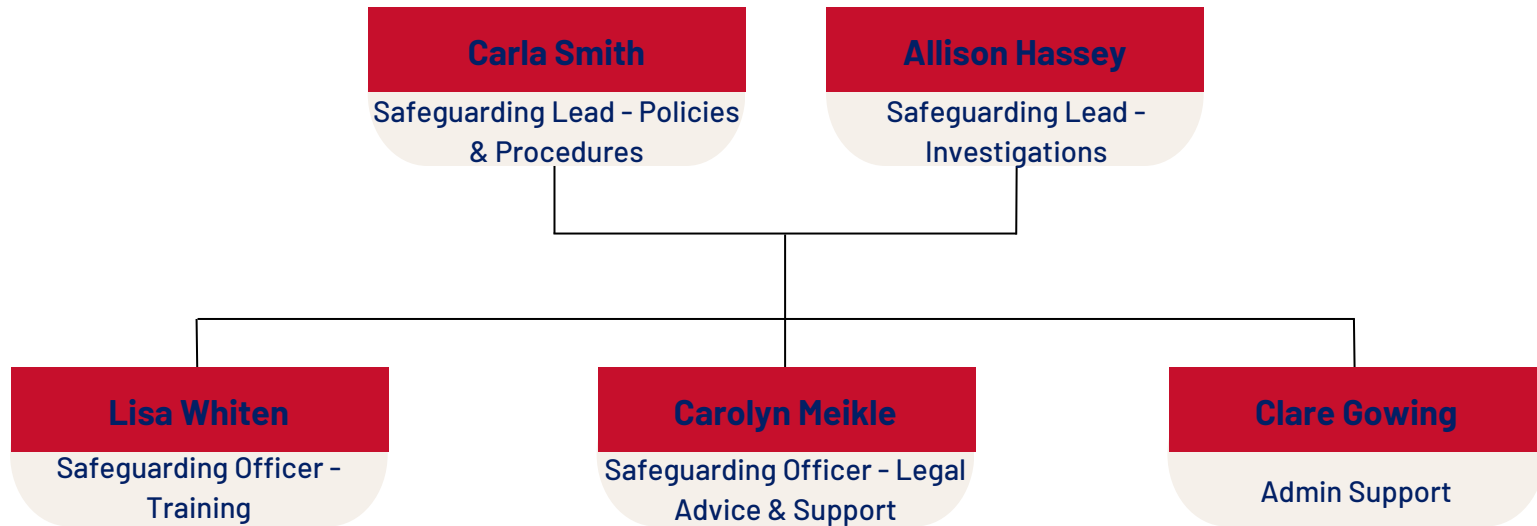 Carla Smith
Safeguarding Lead - Policies
& Procedures
Allison Hassey
Safeguarding Lead -
Investigations
Lisa Whiten
Safeguarding Officer -
Training
Carolyn Meikle
Safeguarding Officer - Legal
Advice & Support
Clare Gowing
Admin Support